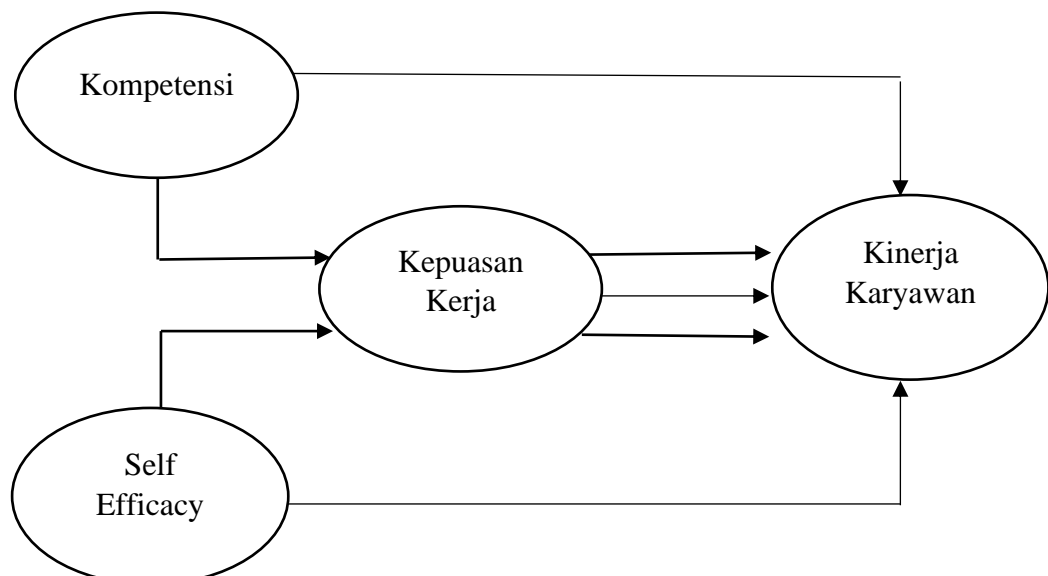 Kompetensi
Kepuasan
Kerja
Kinerja
Karyawan
Self
Efficacy